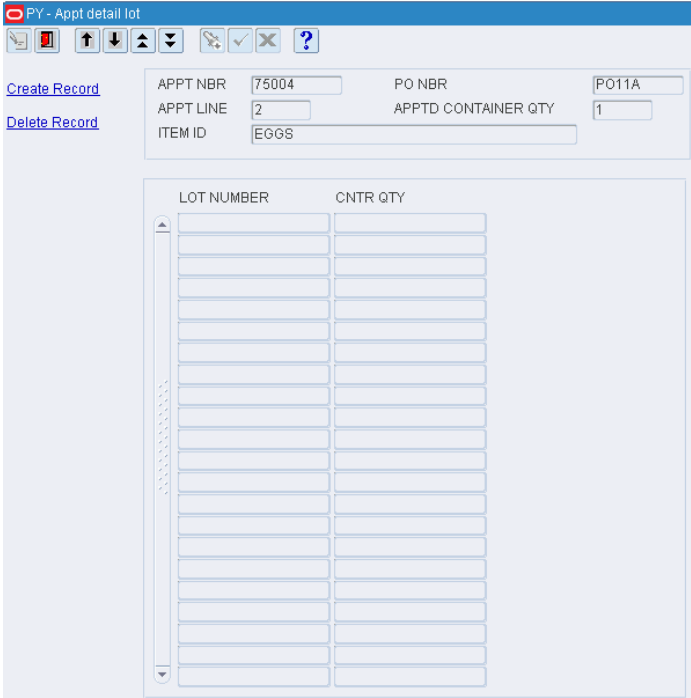 PY - Appt detail lot
?
Create Record
Delete Record
APPT NBR 75004 PO NBR PO11A
APPT LINE 2 APPTD CONTAINER QTY 1
ITEM ID EGGS
LOT NUMBER CNTR QTY